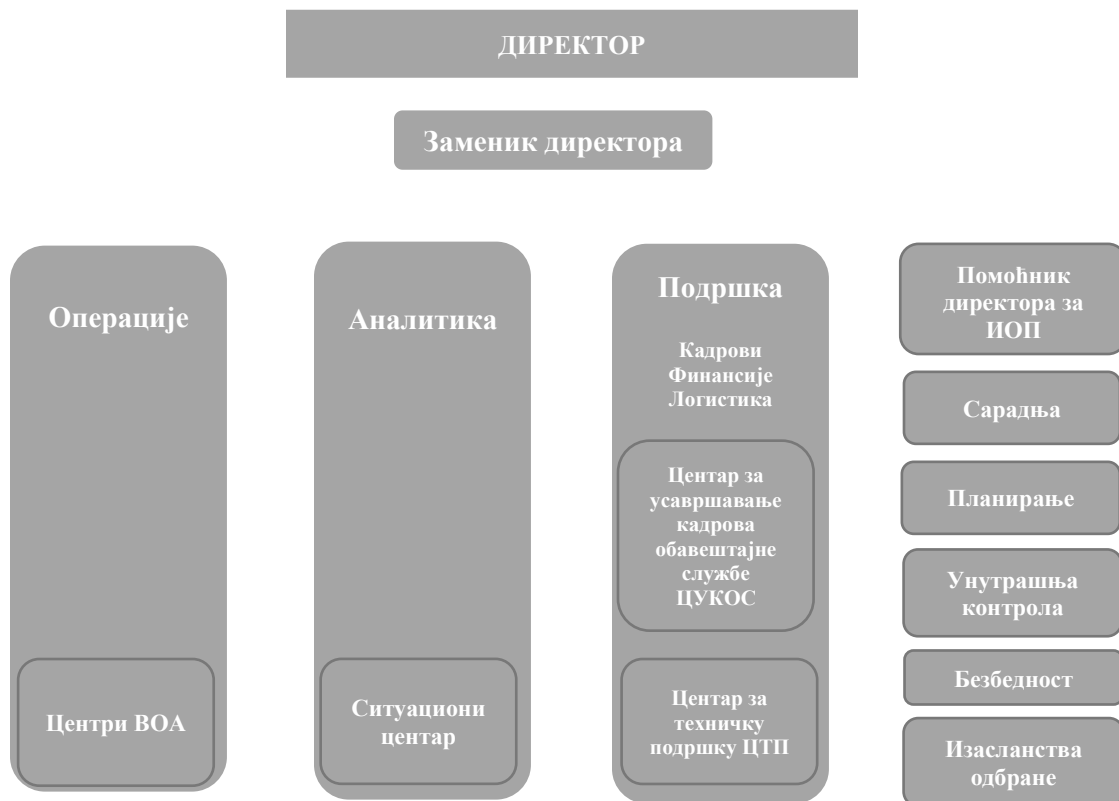 ДИРЕКТОР
Заменик директора
Операције
Центри ВОА
Аналитика
Ситуациони
центар
Подршка
Кадрови
Финансије
Логистика
Центар за
усавршавање
кадрова
обавештајне
службе
ЦУКОС
Центар за
техничку
подршку ЦТП
Помоћник
директора за
ИОП
Сарадња
Планирање
Унутрашња
контрола
Безбедност
Изасланства
одбране